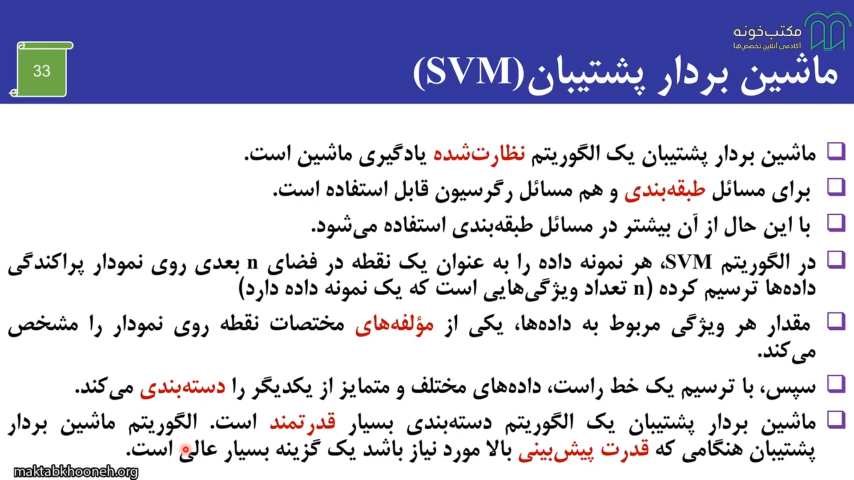 مکتب‌خونه
آکادمی آنلاین تخصص‌ها
33
ماشین بردار پشتیبان(SVM)
ماشین بردار پشتیبان یک الگوریتم نظارت‌شده یادگیری ماشین است.
برای مسائل طبقه‌بندی و هم مسائل رگرسیون قابل استفاده است.
با این حال از آن بیشتر در مسائل طبقه‌بندی استفاده می‌شود.
در الگوریتم SVM، هر نمونه داده را به عنوان یک نقطه در فضای n بعدی روی نمودار پراکندگی
داده‌ها ترسیم کرده (n تعداد ویژگی‌هایی است که یک نمونه داده دارد)
مقدار هر ویژگی مربوط به داده‌ها، یکی از مؤلفه‌های مختصات نقطه روی نمودار را مشخص
می‌کند.
سپس، با ترسیم یک خط راست، داده‌های مختلف و متمایز از یکدیگر را دسته‌بندی می‌کند.
ماشین بردار پشتیبان یک الگوریتم دسته‌بندی بسیار قدرتمند است. الگوریتم ماشین بردار
پشتیبان هنگامی که قدرت پیش‌بینی بالا مورد نیاز باشد یک گزینه بسیار عالی است.
maktabkhooneh.org